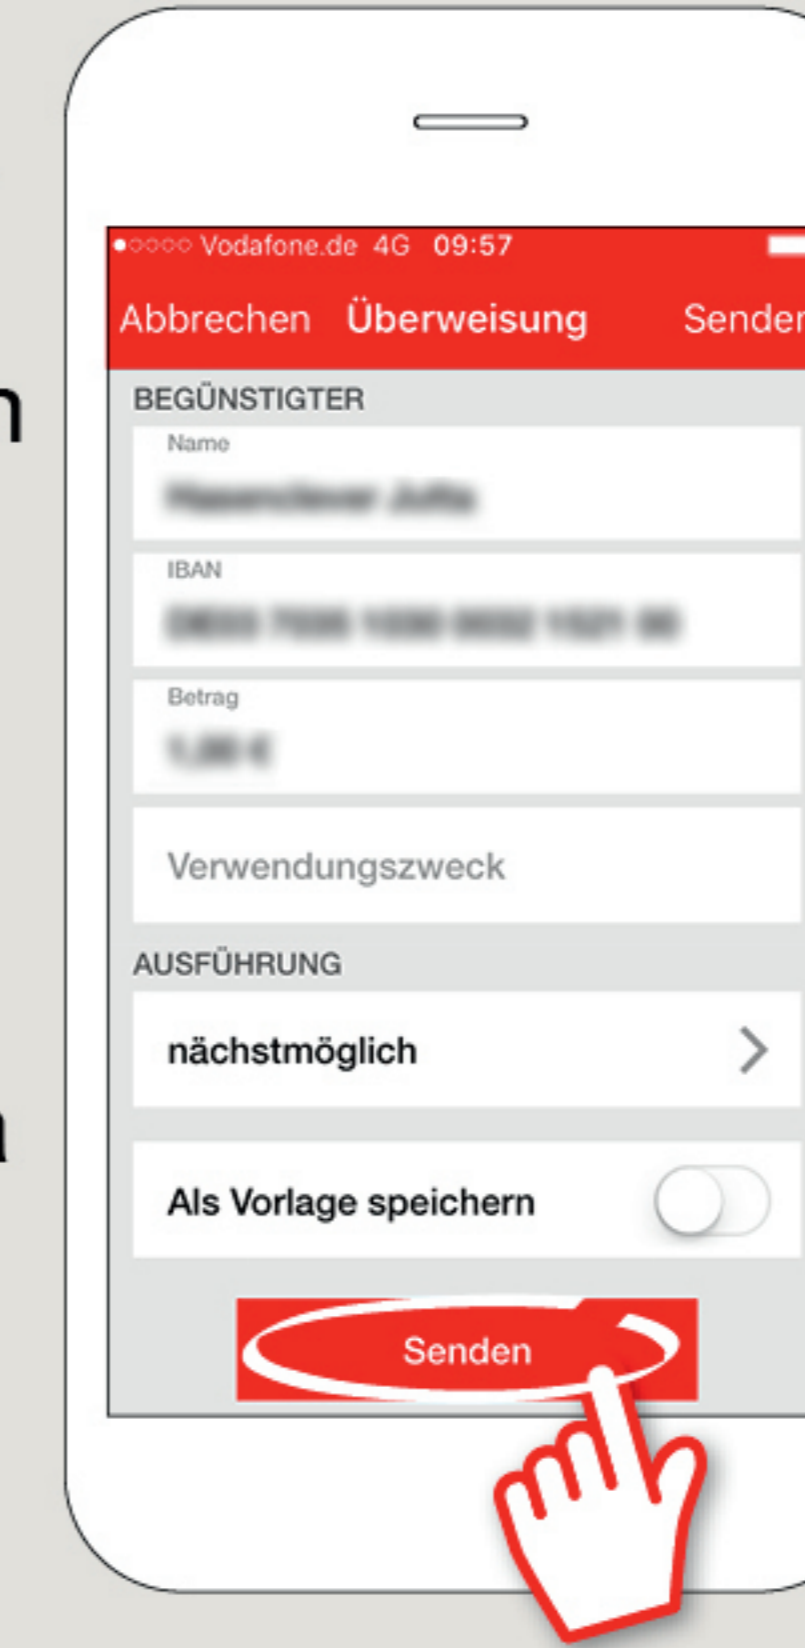 Vodafone.de 4G 09:57
Abbrechen Überweisung Senden
BEGÜNSTIGTER
Name
IBAN
Betrag
Verwendungszweck
AUSFÜHRUNG
nächstmöglich
Als Vorlage speichern
Senden